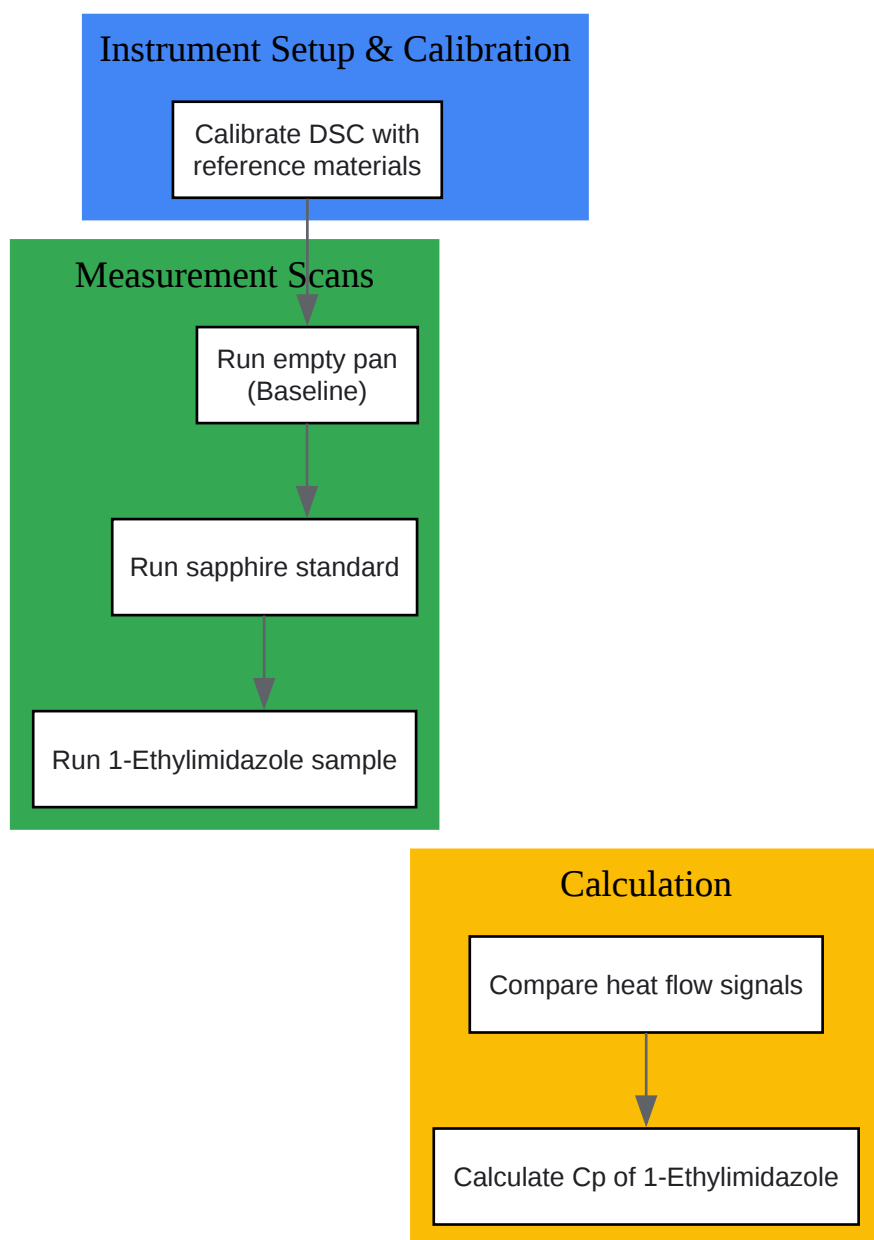 Instrument Setup & Calibration
Calibrate DSC with
reference materials
Measurement Scans
Run empty pan
(Baseline)
Run sapphire standard
Run 1-Ethylimidazole sample
Calculation
Compare heat flow signals
Calculate Cp of 1-Ethylimidazole